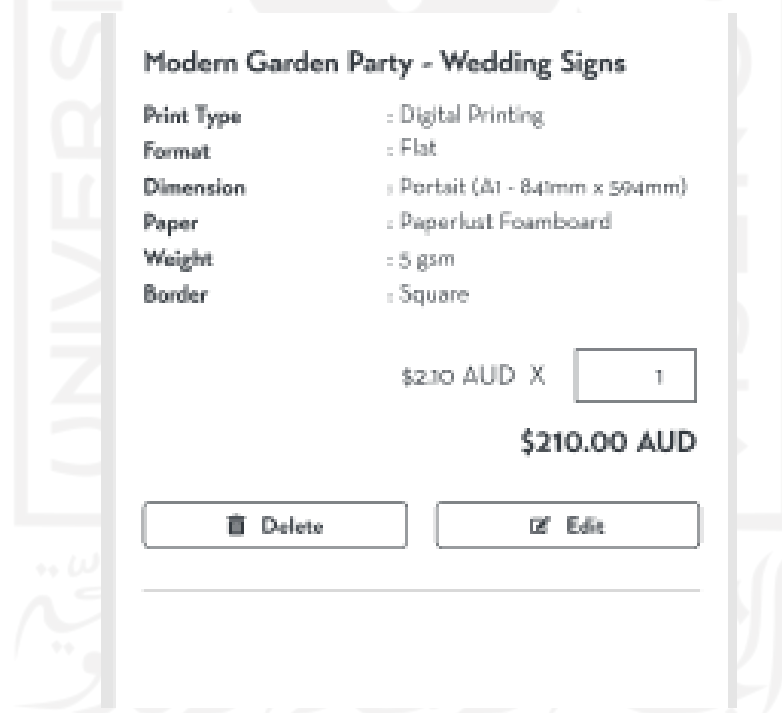 Modern Garden Party - Wedding Signs
Print Type : Digital Printing
Format : Flat
Dimension : Portait (A1 - 841mm x 594mm)
Paper : Paperlust Foamboard
Weight : 5 gsm
Border : Square
$2.10 AUD X 1
$210.00 AUD
Delete Edit